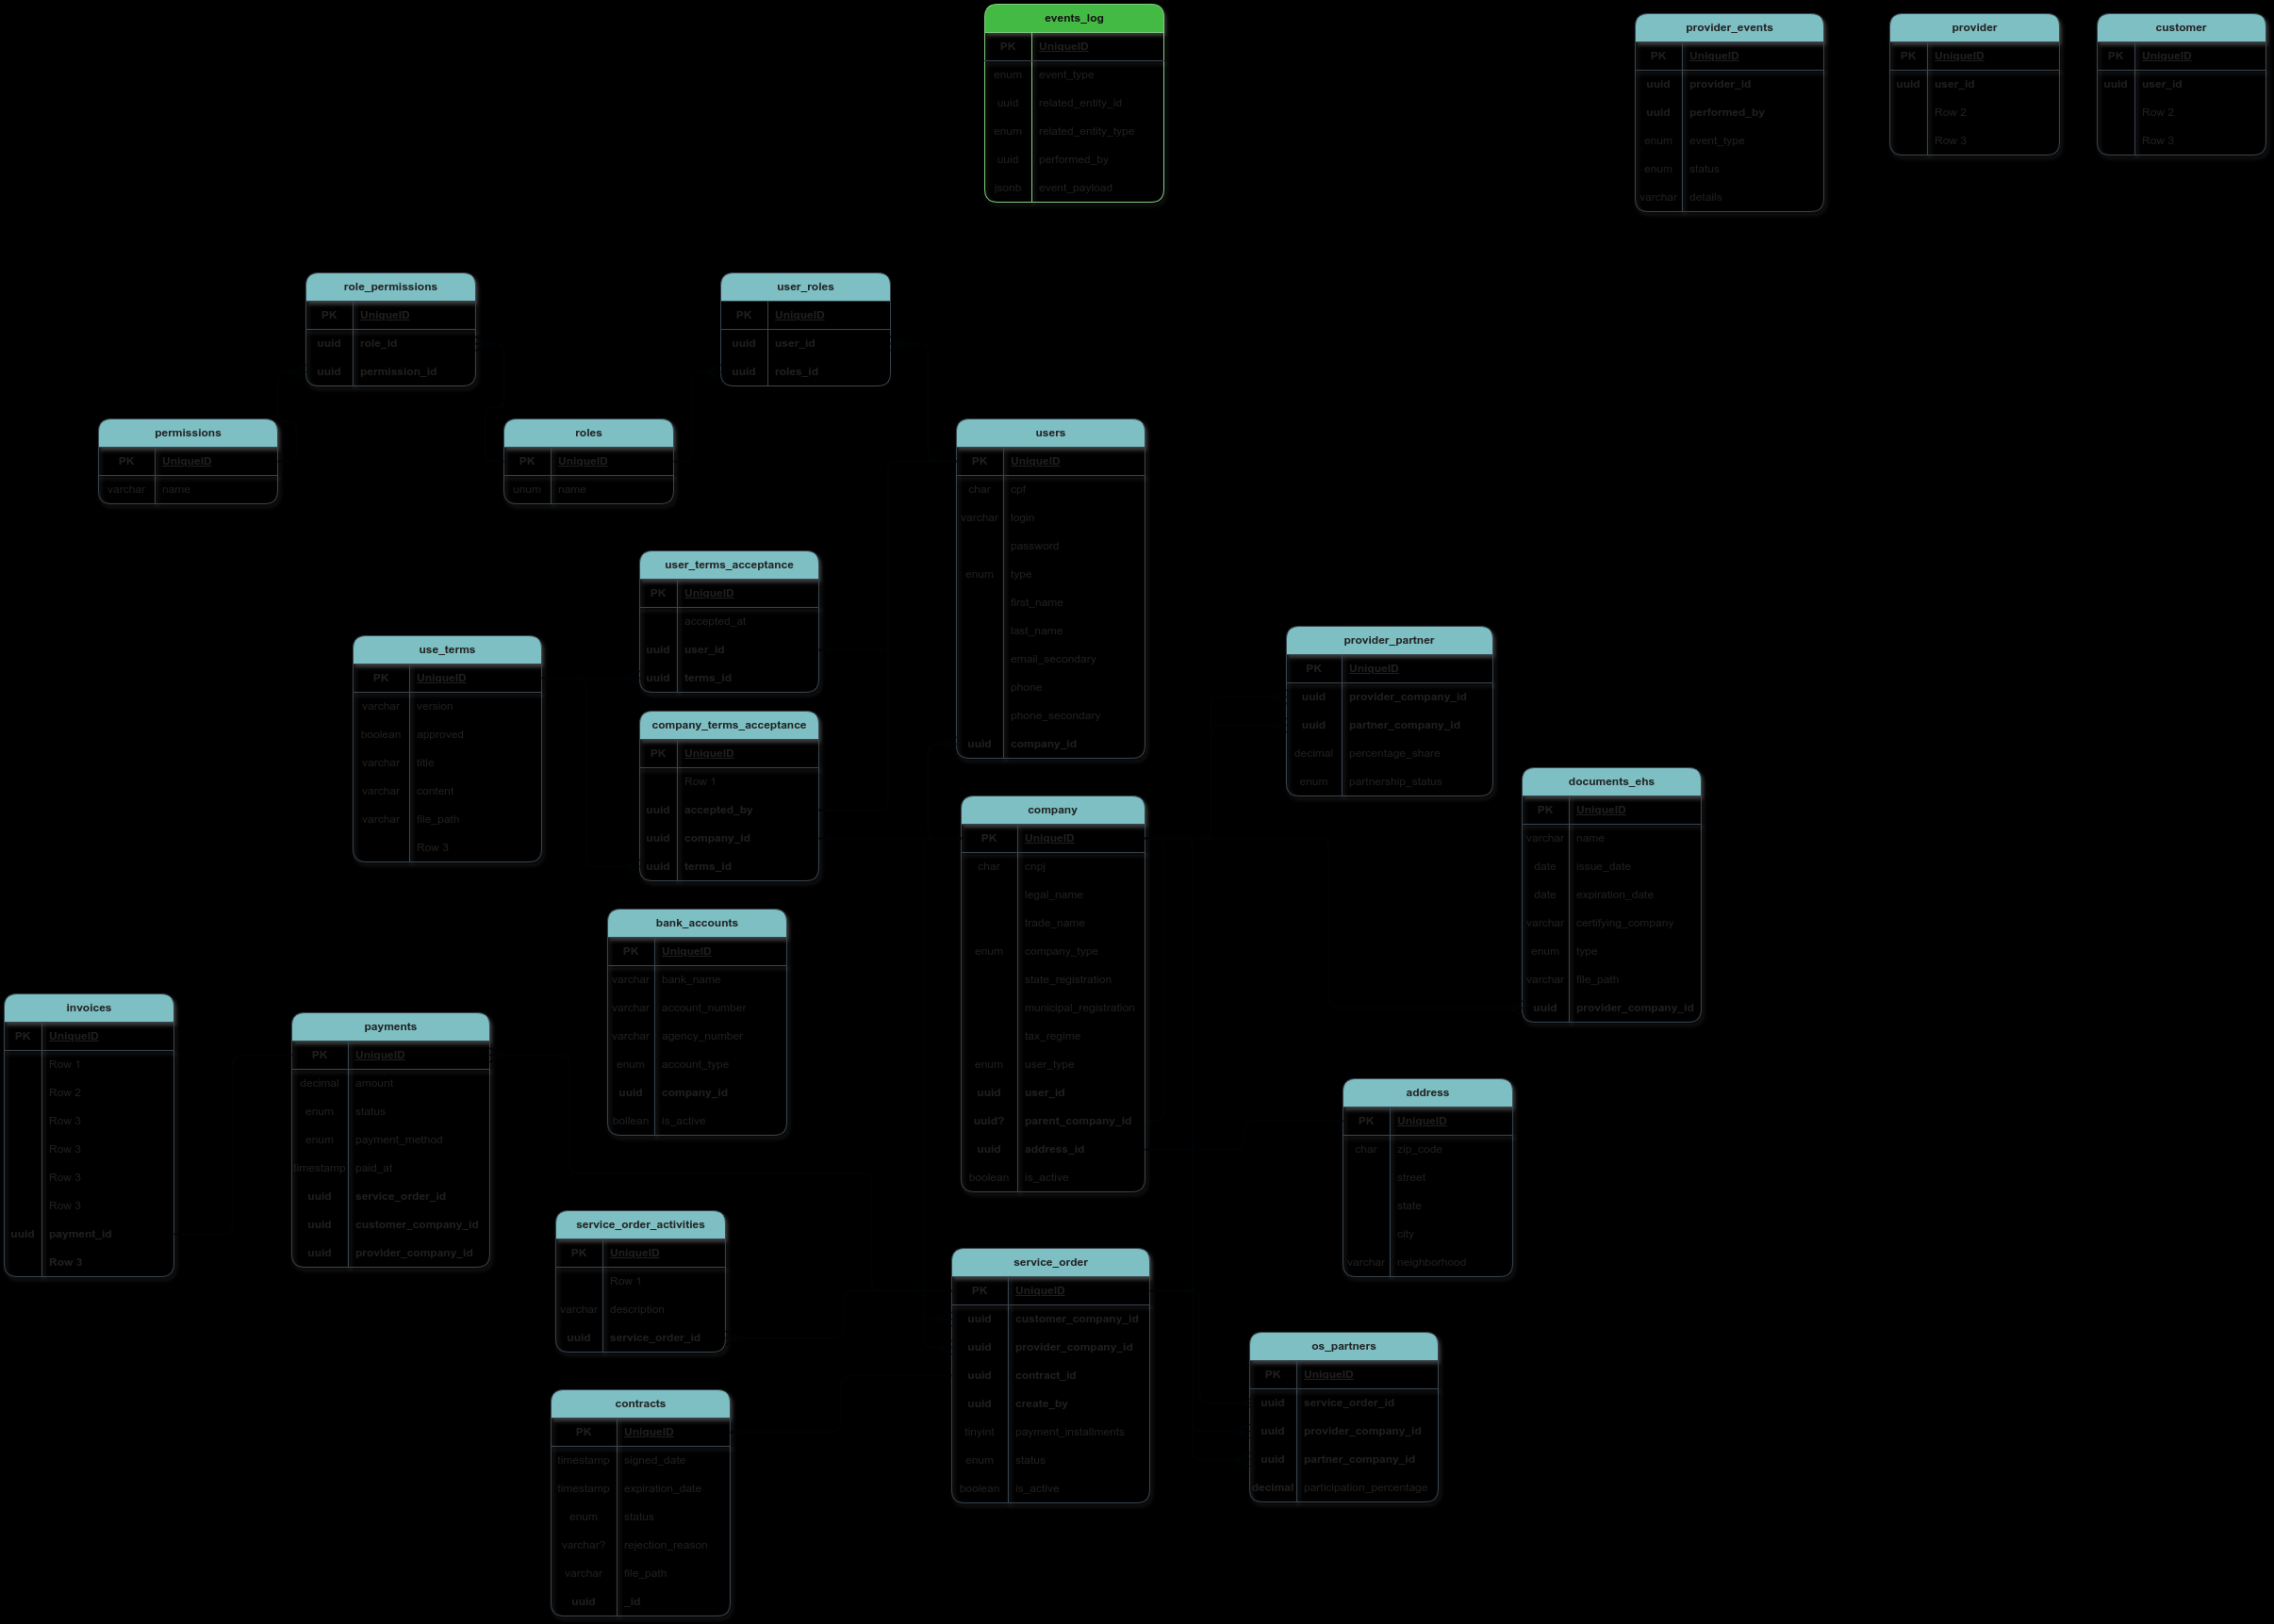 events_log
PK UniqueID
enum event_type
uuid related_entity_id
enum related_entity_type
uuid performed_by
jsonb event_payload
provider_events
PK UniqueID
uuid provider_id
uuid performed_by
enum event_type
enum status
varchar details
provider
PK UniqueID
uuid user_id
Row 2
Row 3
customer
PK UniqueID
uuid user_id
Row 2
Row 3
role_permissions
PK UniqueID
uuid role_id
uuid permission_id
user_roles
PK UniqueID
uuid user_id
uuid roles_id
permissions
PK UniqueID
varchar name
roles
PK UniqueID
unum name
users
PK UniqueID
char cpf
varchar login
password
enum type
first_name
last_name
email_secondary
phone
phone_secondary
uuid company_id
user_terms_acceptance
PK UniqueID
accepted_at
uuid user_id
uuid terms_id
use_terms
PK UniqueID
varchar version
boolean approved
varchar title
varchar content
varchar file_path
Row 3
company_terms_acceptance
PK UniqueID
Row 1
uuid accepted_by
uuid company_id
uuid terms_id
provider_partner
PK UniqueID
uuid provider_company_id
uuid partner_company_id
decimal percentage_share
enum partnership_status
documents_ehs
PK UniqueID
varchar name
date issue_date
date expiration_date
varchar certifying_company
enum type
varchar file_path
uuid provider_company_id
company
PK UniqueID
char cnpj
legal_name
trade_name
enum company_type
state_registration
municipal_registration
tax_regime
enum user_type
uuid user_id
uuid? parent_company_id
uuid address_id
boolean is_active
bank_accounts
PK UniqueID
varchar bank_name
varchar account_number
varchar agency_number
enum account_type
uuid company_id
bollean is_active
invoices
PK UniqueID
Row 1
Row 2
Row 3
Row 3
Row 3
Row 3
uuid payment_id
Row 3
payments
PK UniqueID
decimal amount
enum status
enum payment_method
timestamp paid_at
uuid service_order_id
uuid customer_company_id
uuid provider_company_id
address
PK UniqueID
char zip_code
street
state
city
varchar neighborhood
service_order_activities
PK UniqueID
Row 1
varchar description
uuid service_order_id
service_order
PK UniqueID
uuid customer_company_id
uuid provider_company_id
uuid contract_id
uuid create_by
tinyint payment_installments
enum status
boolean is_active
os_partners
PK UniqueID
uuid service_order_id
uuid provider_company_id
uuid partner_company_id
decimal participation_percentage
contracts
PK UniqueID
timestamp signed_date
timestamp expiration_date
enum status
varchar? rejection_reason
varchar file_path
uuid _id